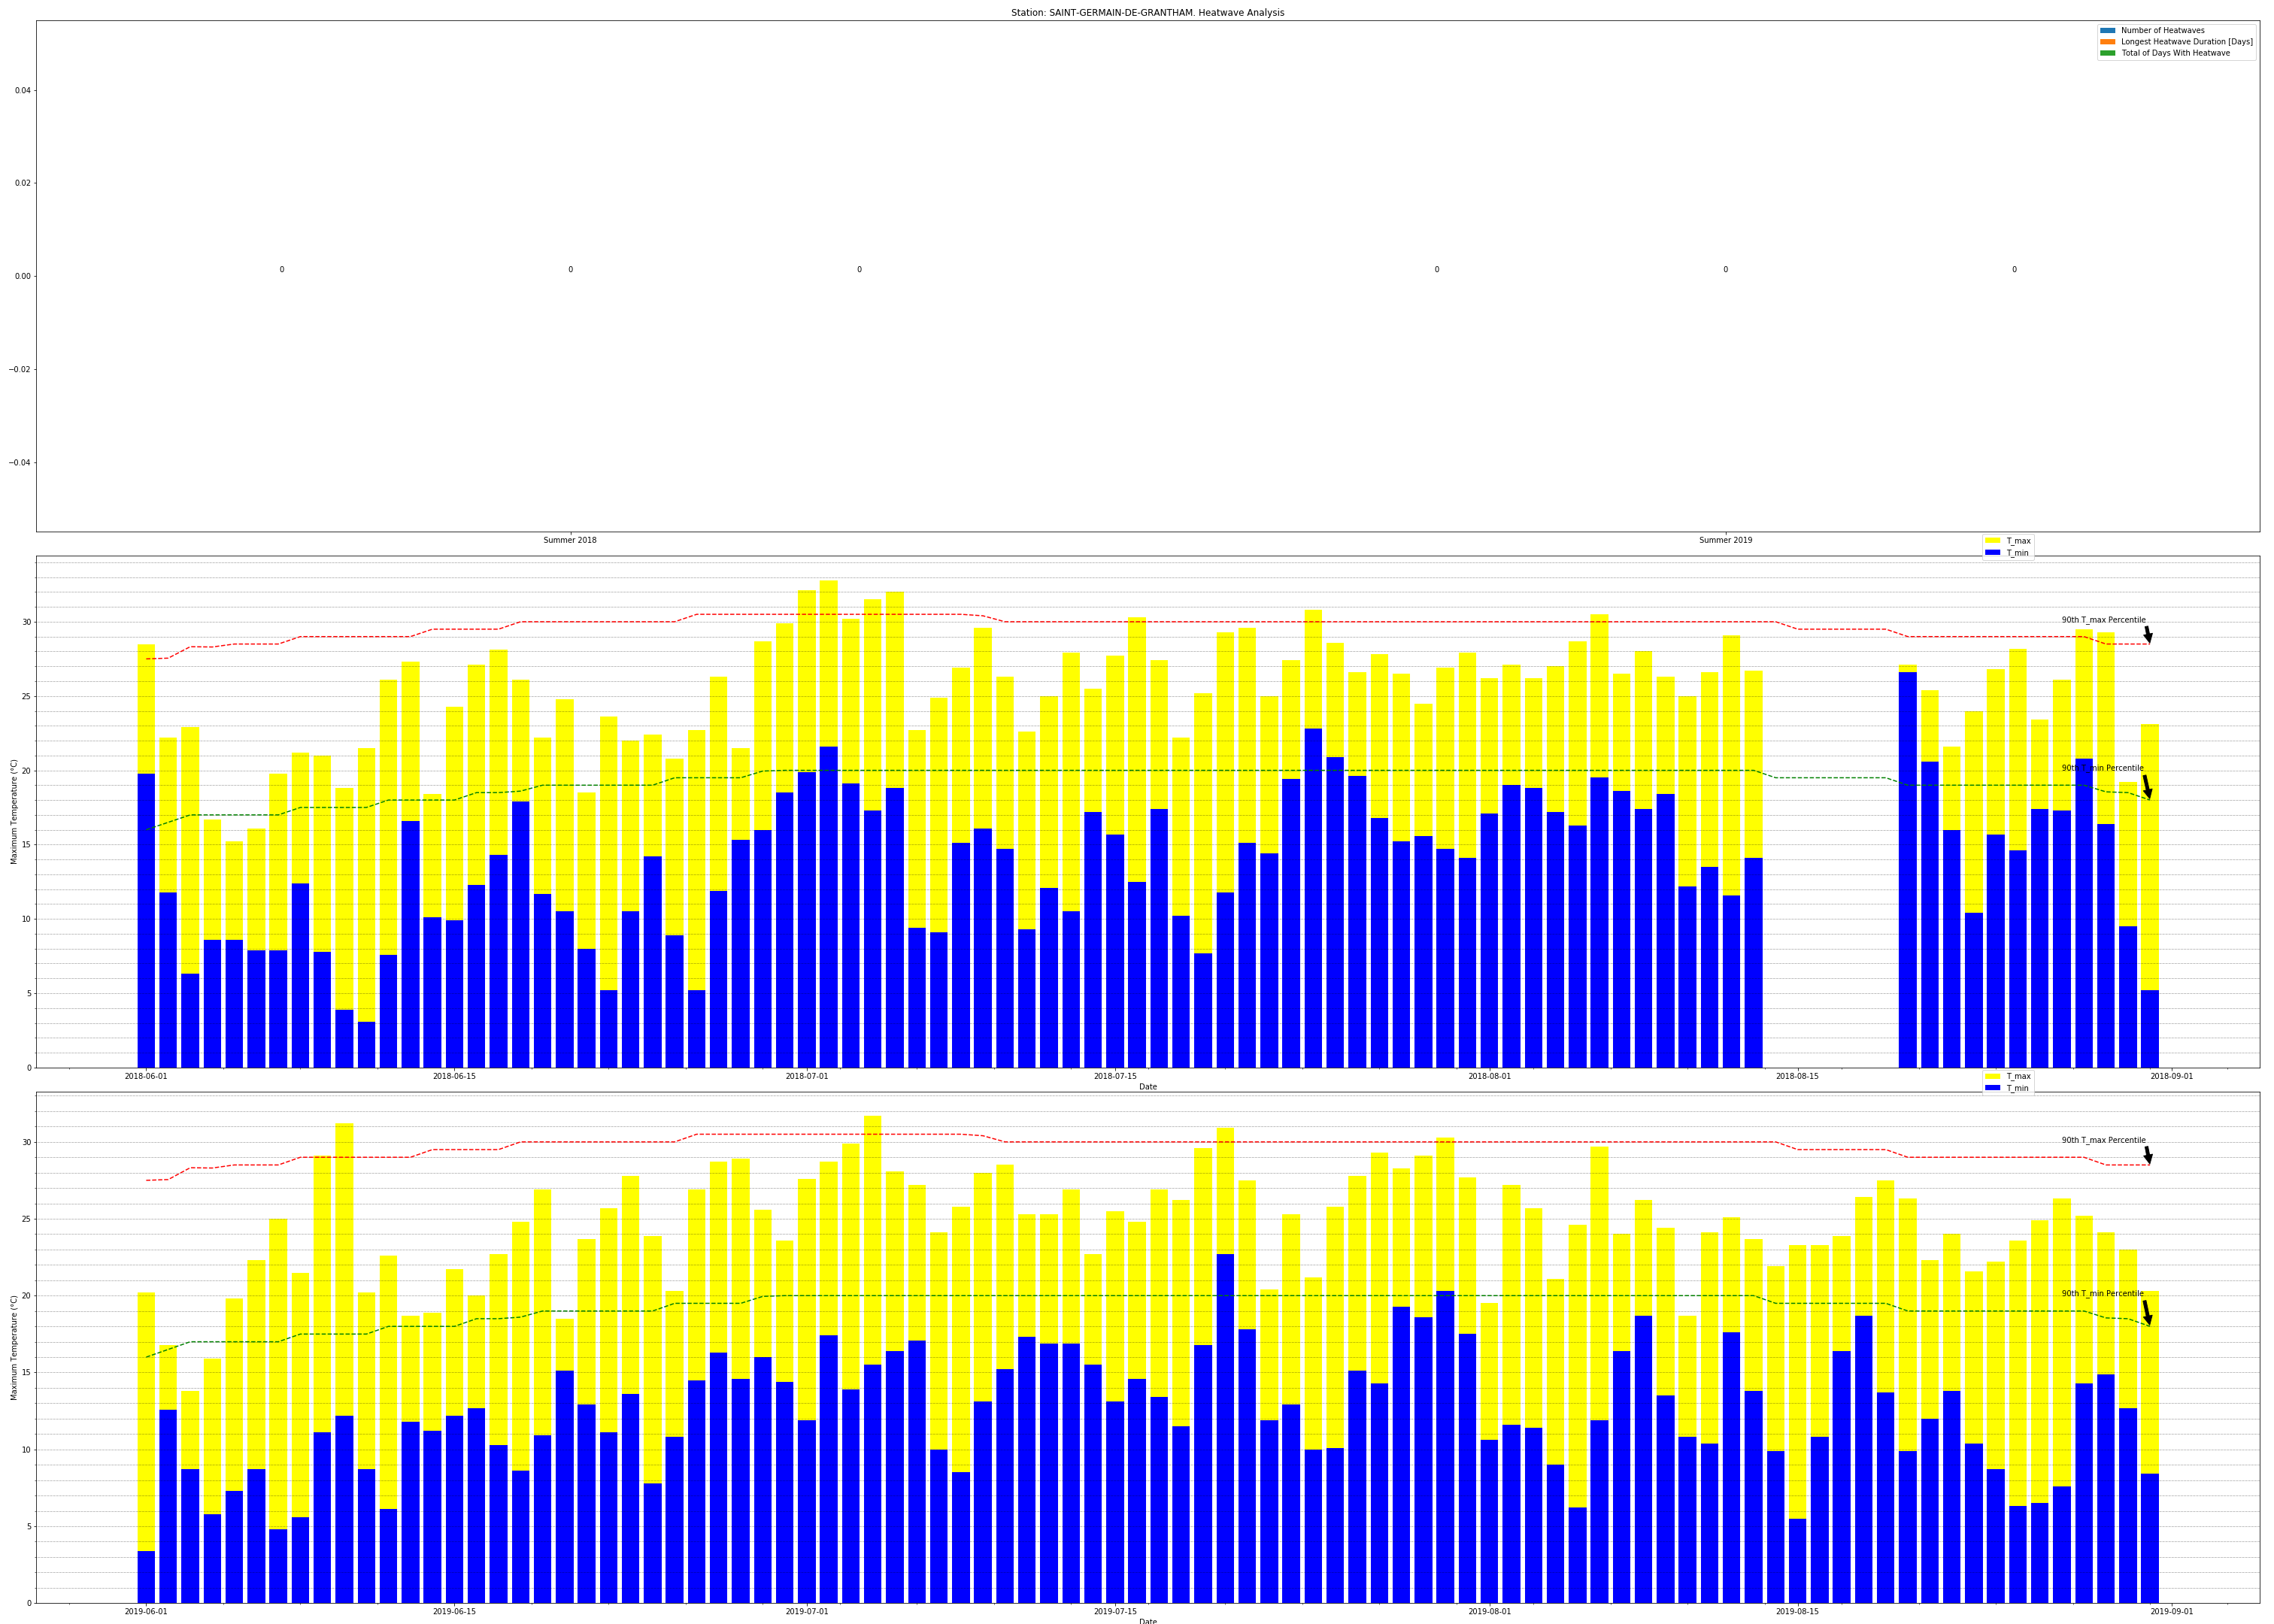 Station: SAINT-GERMAIN-DE-GRANTHAM. Heatwave Analysis
Number of Heatwaves
Longest Heatwave Duration [Days]
Total of Days With Heatwave
0.04
0.02
0.00
−0.02
−0.04
0 0 0 0 0 0
Summer 2018 Summer 2019
T_max
T_min
30
25
20
15
10
5
0
Maximum Temperature (°C)
90th T_max Percentile
90th T_min Percentile
2018-06-01 2018-06-15 2018-07-01 2018-07-15 2018-08-01 2018-08-15 2018-09-01
Date
T_max
T_min
30
25
20
15
10
5
0
Maximum Temperature (°C)
90th T_max Percentile
90th T_min Percentile
2019-06-01 2019-06-15 2019-07-01 2019-07-15 2019-08-01 2019-08-15 2019-09-01
Date